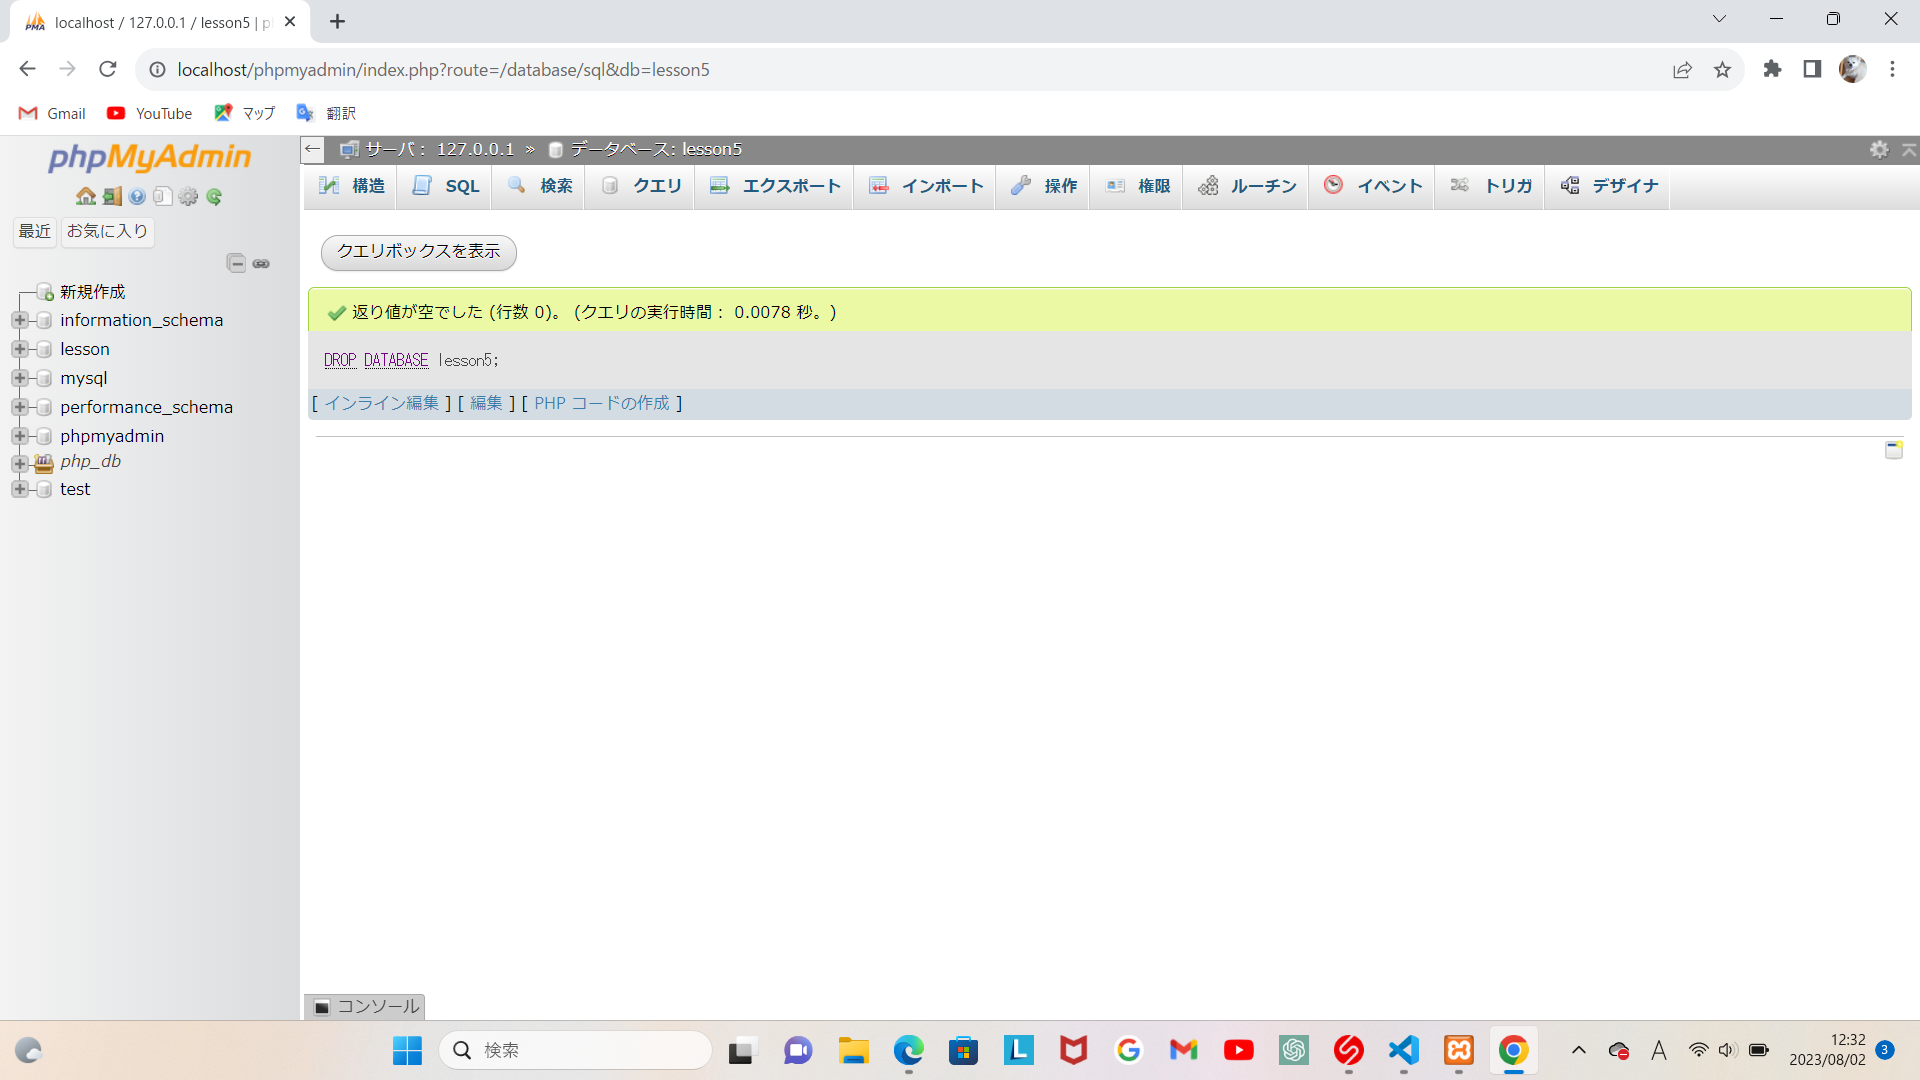 localhost / 127.0.0.1 / lesson5 | p
localhost/phpmyadmin/index.php?route=/database/sql&db=lesson5
Gmail YouTube マップ 翻訳
phpMyAdmin
最近 お気に入り
新規作成
information_schema
lesson
mysql
performance_schema
phpmyadmin
php_db
test
サーバ: 127.0.0.1 » データベース: lesson5
構造 SQL 検索 クエリ エクスポート インポート 操作 権限 ルーチン イベント トリガ デザイナ
クエリボックスを表示
返り値が空でした (行数 0)。 (クエリの実行時間: 0.0078 秒。)
DROP DATABASE lesson5;
[ インライン編集 ] [ 編集 ] [ PHP コードの作成 ]
コンソール
検索
A
12:32
2023/08/02
3